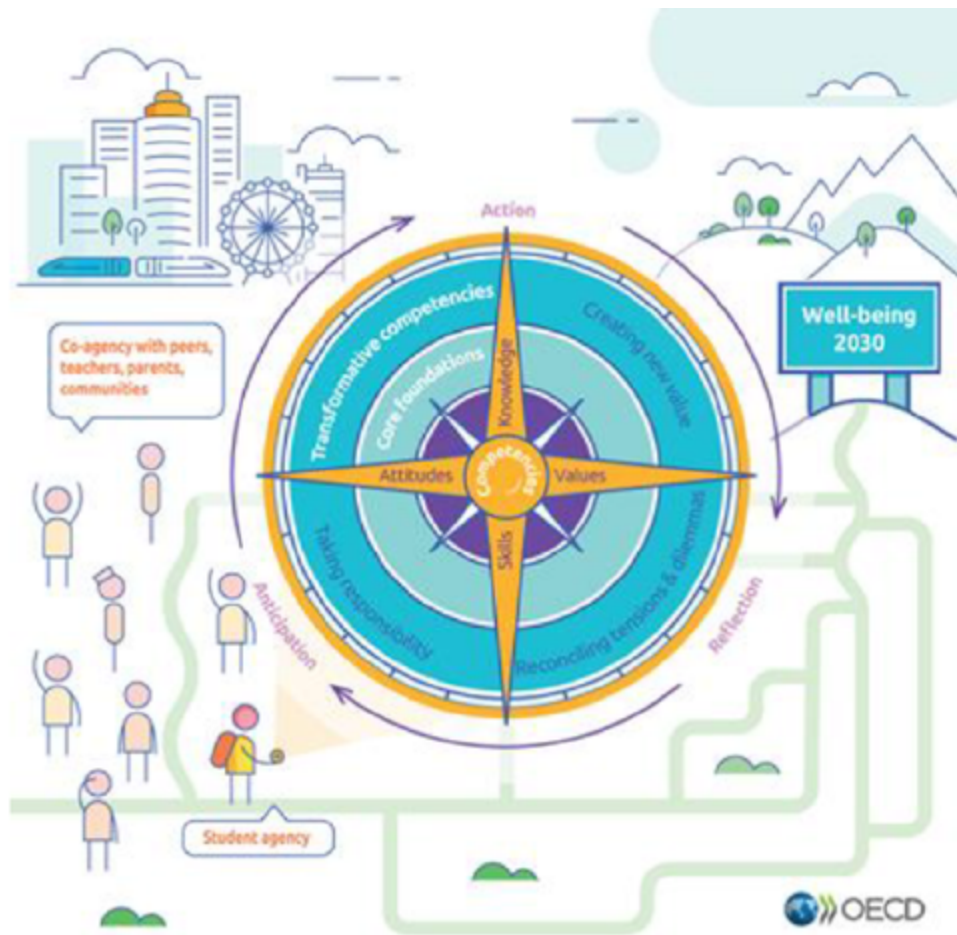 Action
Transformative competencies
Creating new value
Core foundations
Knowledge
Well-being
2030
Co-agency with peers,
teachers, parents,
communities
Attitudes
Competencies
Values
Skills
Taking responsibility
Reconciling tensions & dilemmas
Anticipation
Reflection
Student agency
OECD